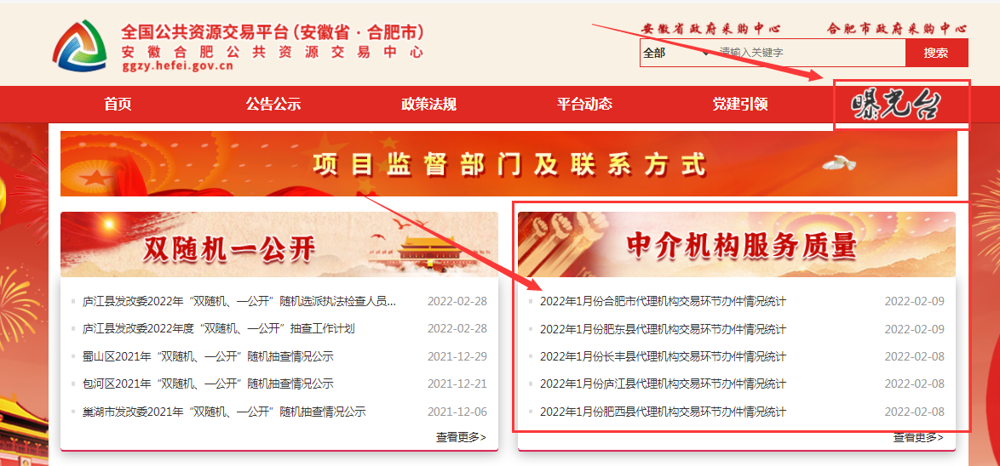 全国公共资源交易平台(安徽省·合肥市)
安徽合肥公共资源交易中心
ggzy.hefei.gov.cn
安徽省政府采购中心 合肥市政府采购中心
全部 请输入关键字 搜索
首页 公告公示 政策法规 平台动态 党建引领 曝光台
项目监督部门及联系方式
双随机一公开
庐江县发改委2022年“双随机、一公开”随机选派执法检查人员... 2022-02-28
庐江县发改委2022年度“双随机、一公开”抽查工作计划 2022-02-28
蜀山区2021年“双随机、一公开”随机抽查情况公示 2021-12-29
包河区2021年“双随机、一公开”随机抽查情况公示 2021-12-21
巢湖市发改委2021年“双随机、一公开”随机抽查情况公示 2021-12-06
查看更多>
中介机构服务质量
2022年1月份合肥市代理机构交易环节办件情况统计 2022-02-09
2022年1月份肥东县代理机构交易环节办件情况统计 2022-02-09
2022年1月份长丰县代理机构交易环节办件情况统计 2022-02-08
2022年1月份庐江县代理机构交易环节办件情况统计 2022-02-08
2022年1月份肥西县代理机构交易环节办件情况统计 2022-02-08
查看更多>